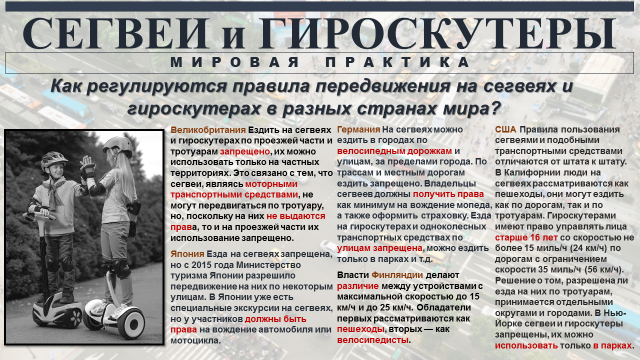 СЕГВЕИ и ГИРОСКУТЕРЫ
МИРОВАЯ ПРАКТИКА
Как регулируются правила передвижения на сегвеях и
гироскутерах в разных странах мира?
Великобритания Ездить на сегвеях
и гироскутерах по проезжей части и
тротуарам запрещено, их можно
использовать только на частных
территориях. Это связано с тем, что
сегвеи, являясь моторными
транспортными средствами, не
могут передвигаться по тротуару,
но, поскольку на них не выдаются
права, то и на проезжей части их
использование запрещено.
Япония Езда на сегвеях запрещена,
но с 2015 года Министерство
туризма Японии разрешило
передвижение на них по некоторым
улицам. В Японии уже есть
специальные экскурсии на сегвеях,
но у участников должны быть
права на вождение автомобиля или
мотоцикла.
Германия На сегвеях можно
ездить в городах по
велосипедным дорожкам и
улицам, за пределами города. По
трассам и местным дорогам
ездить запрещено. Владельцы
сегвеев должны получить права
как минимум на вождение мопеда,
а также оформить страховку. Езда
на гироскутерах и одноколесных
транспортных средствах по
улицам запрещена, можно ездить
только в парках и т.д.
Власти Финляндии делают
различие между устройствами с
максимальной скоростью до 15
км/ч и до 25 км/ч. Обладатели
первых рассматриваются как
пешеходы, вторых — как
велосипедисты.
США Правила пользования
сегвеями и подобными
транспортными средствами
отличаются от штата к штату.
В Калифорнии люди на
сегвеях рассматриваются как
пешеходы, они могут ездить
как по дорогам, так и по
тротуарам. Гироскутерами
имеют право управлять лица
старше 16 лет со скоростью не
более 15 миль/ч (24 км/ч) по
дорогам с ограничением
скорости 35 миль/ч (56 км/ч).
Решение о том, разрешена ли
езда на них по тротуарам,
принимается отдельными
округами и городами. В Нью-
Йорке сегвеи и гироскутеры
запрещены, их можно
использовать только в парках.